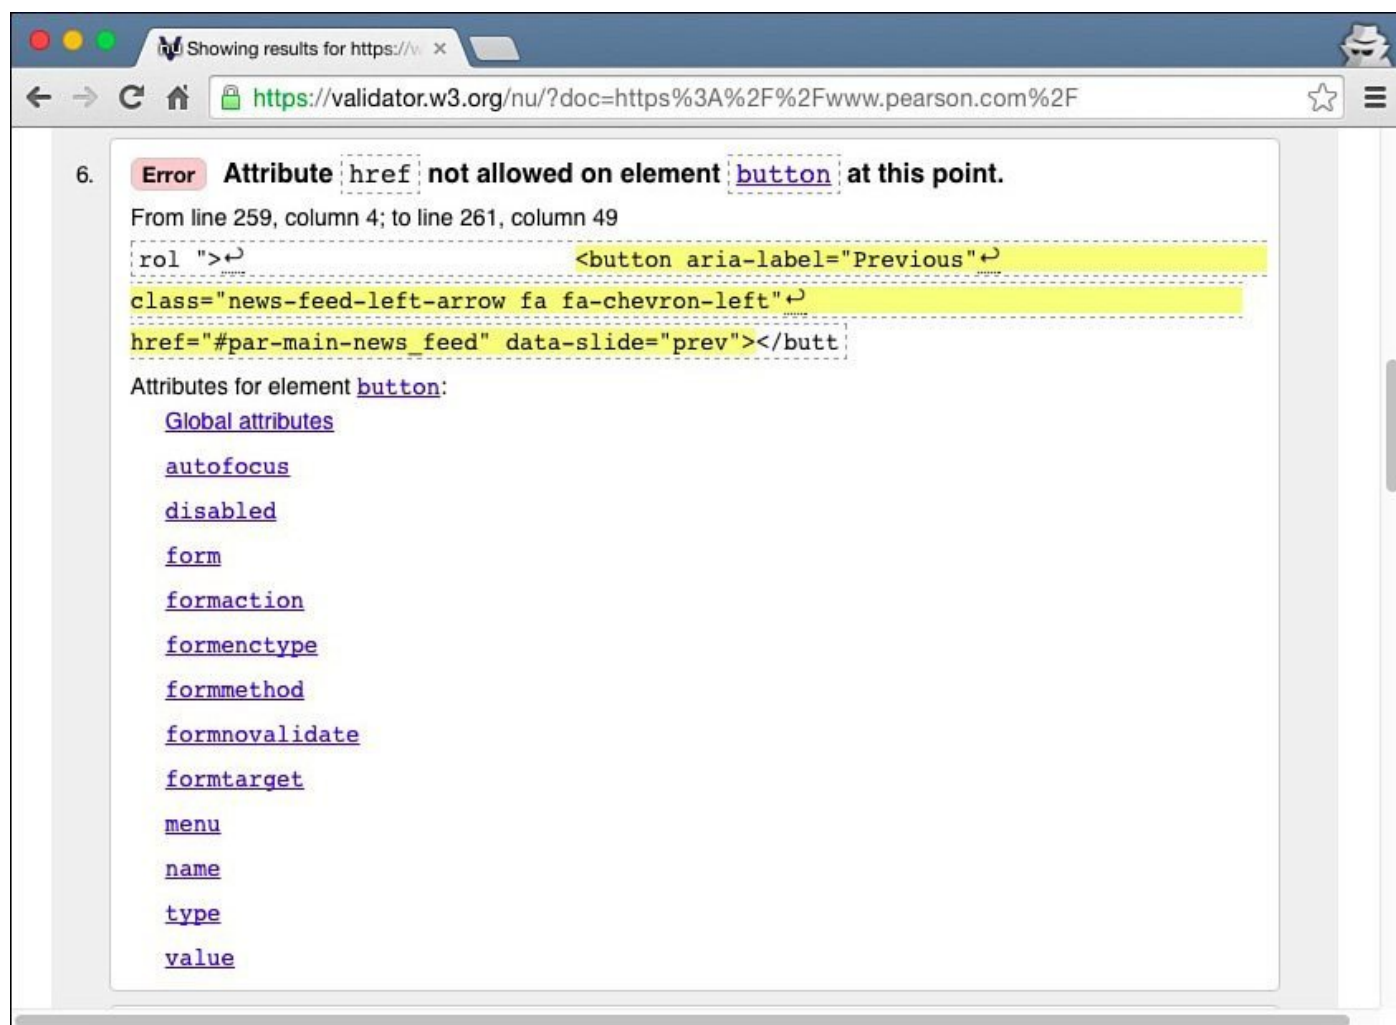 nu Showing results for https://w ×
https://validator.w3.org/nu/?doc=https%3A%2F%2Fwww.pearson.com%2F
6. Error Attribute href not allowed on element button at this point.
From line 259, column 4; to line 261, column 49
rol ">↩ <button aria-label="Previous"↩
class="news-feed-left-arrow fa fa-chevron-left"↩
href="#par-main-news_feed" data-slide="prev"></butt
Attributes for element button:
Global attributes
autofocus
disabled
form
formaction
formenctype
formmethod
formnovalidate
formtarget
menu
name
type
value